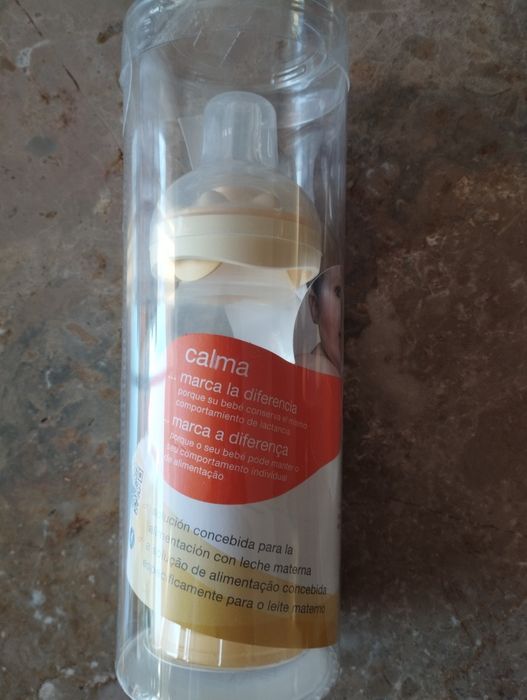 calma
... marca la diferencia
porque su bebé conserva el mismo
comportamiento de lactancia
... marca a diferença
porque o seu bebé pode manter o
seu comportamento individual
de alimentação
solución concebida para la
alimentación con leche materna
a solução de alimentação concebida
especificamente para o leite materno